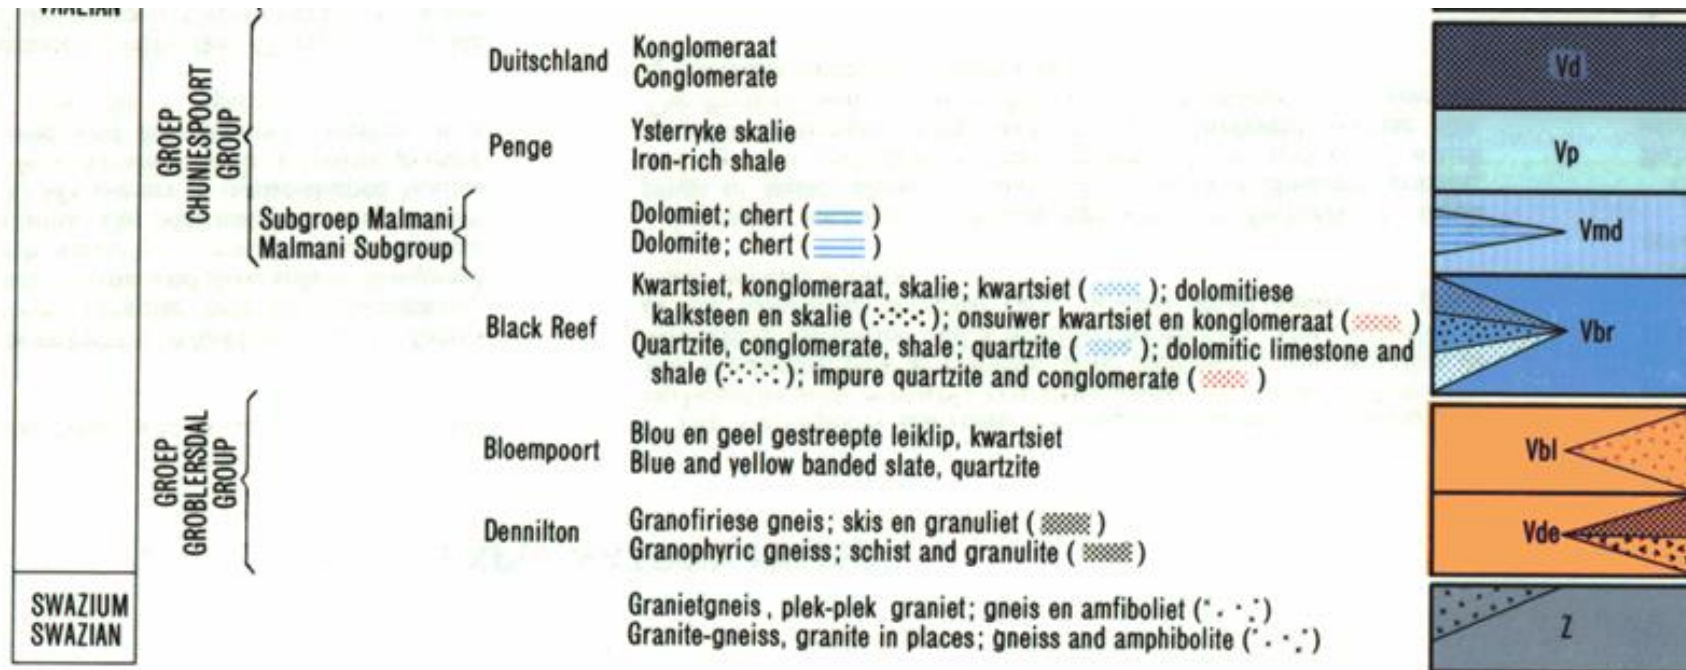 VAALIAN
GROEP
CHUNIESPOORT
GROUP
Duitschland
Konglomeraat
Conglomerate
Vd
Penge
Ysterryke skalie
Iron-rich shale
Vp
Subgroep Malmani
Malmani Subgroup
Dolomiet; chert ( )
Dolomite; chert ( )
Vmd
Black Reef
Kwartsiet, konglomeraat, skalie; kwartsiet ( ); dolomitiese
kalksteen en skalie ( ); onsuiwer kwartsiet en konglomeraat ( )
Quartzite, conglomerate, shale; quartzite ( ); dolomitic limestone and
shale ( ); impure quartzite and conglomerate ( )
Vbr
GROEP
GROBLERSDAL
GROUP
Bloempoort
Blou en geel gestreepte leiklip, kwartsiet
Blue and yellow banded slate, quartzite
Vbl
Dennilton
Granofiriese gneis; skis en granuliet ( )
Granophyric gneiss; schist and granulite ( )
Vde
SWAZIUM
SWAZIAN
Granietgneis, plek-plek graniet; gneis en amfiboliet ( )
Granite-gneiss, granite in places; gneiss and amphibolite ( )
Z